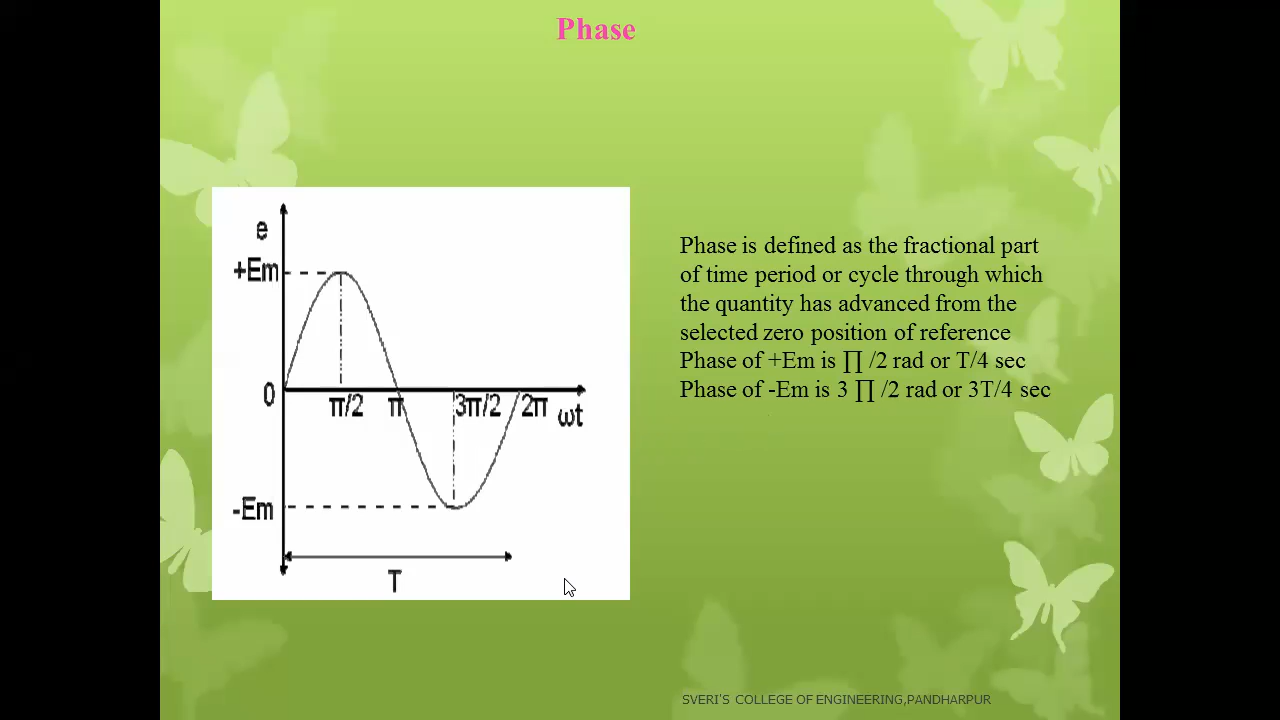 Phase
e
+Em
0
π/2 π 3π/2 2π ωt
-Em
T
Phase is defined as the fractional part
of time period or cycle through which
the quantity has advanced from the
selected zero position of reference
Phase of +Em is ∏ /2 rad or T/4 sec
Phase of -Em is 3 ∏ /2 rad or 3T/4 sec
SVERI'S COLLEGE OF ENGINEERING,PANDHARPUR